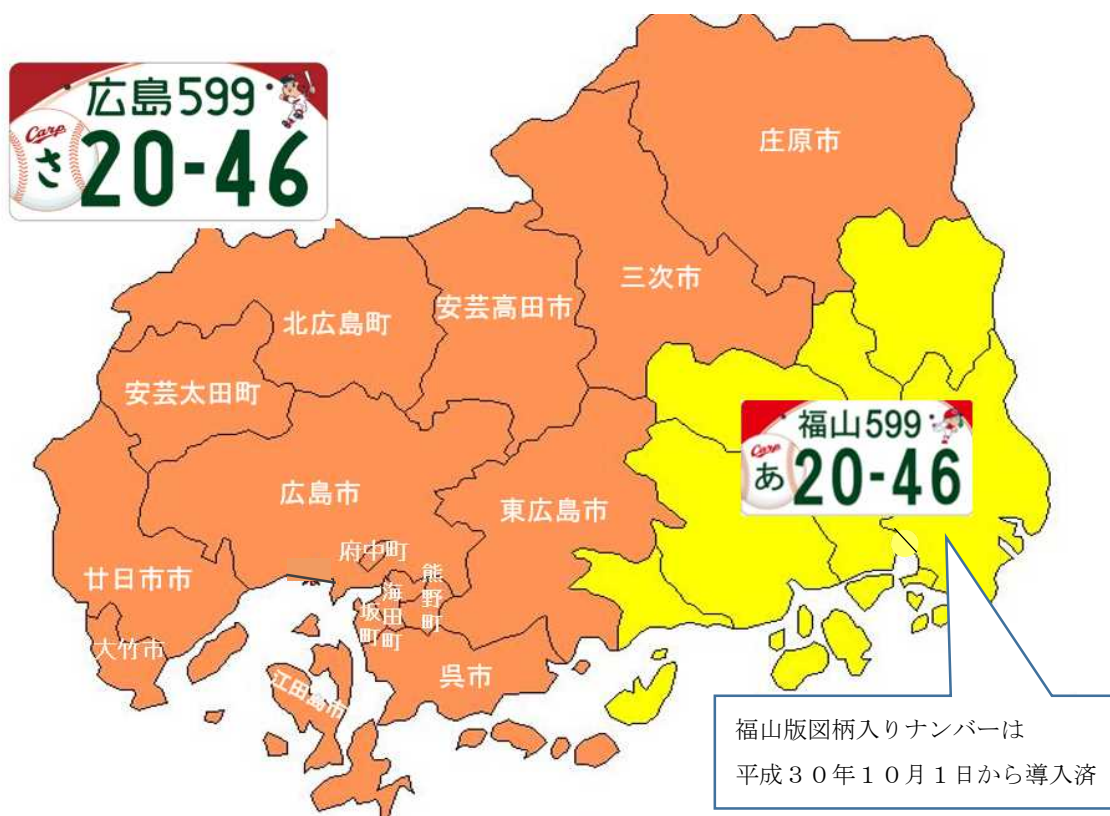 広島599
Carp
さ
20-46
庄原市
三次市
安芸高田市
北広島町
安芸太田町
福山599
Carp
あ
20-46
広島市
東広島市
府中町
熊野町
海田町
坂町
廿日市市
大竹市
呉市
江田島市
福山版図柄入りナンバーは
平成30年10月1日から導入済